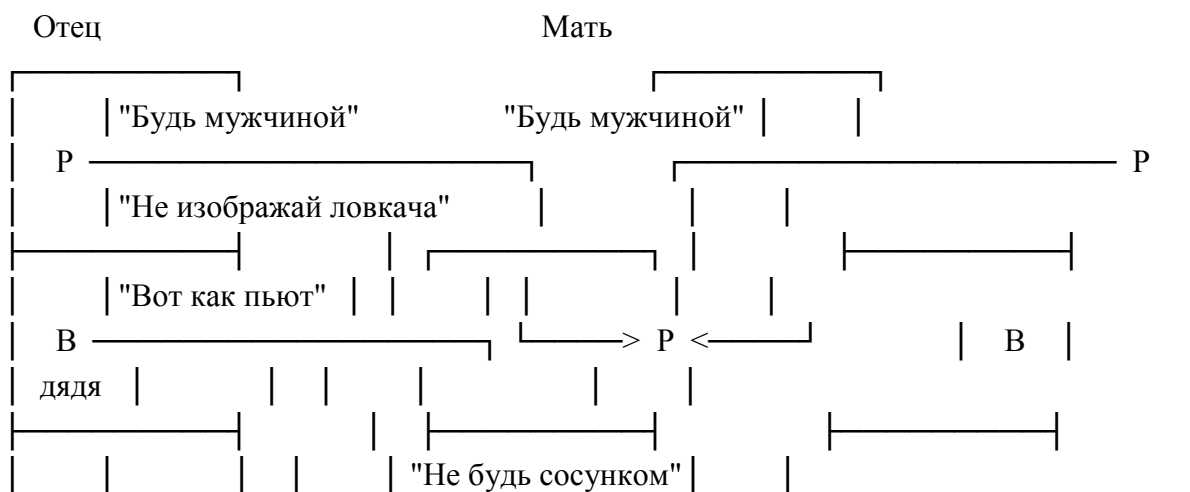 Отец Мать
"Будь мужчиной" "Будь мужчиной"
Р Р
"Не изображай ловкача"
"Вот как пьют"
В > Р < В
дядя
"Не будь сосунком"